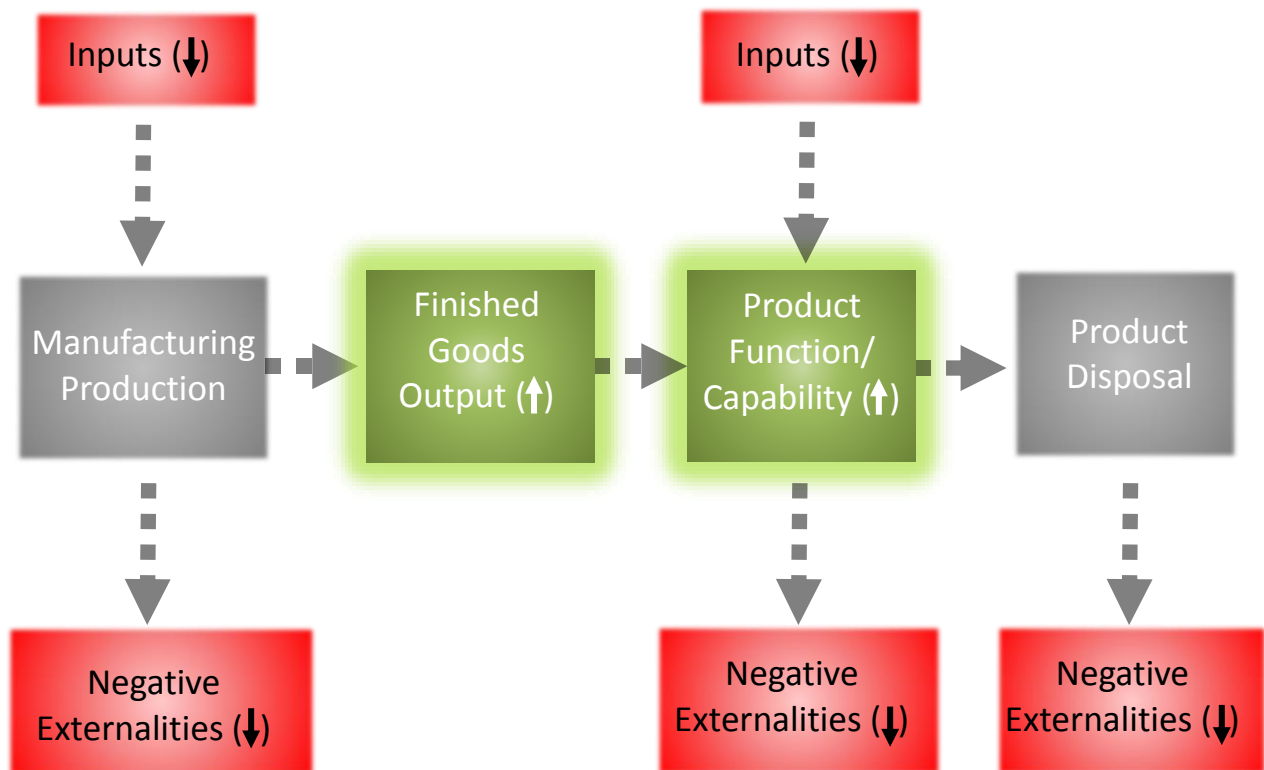 Inputs (↓)
Inputs (↓)
Manufacturing
Production
Finished
Goods
Output (↑)
Product
Function/
Capability (↑)
Product
Disposal
Negative
Externalities (↓)
Negative
Externalities (↓)
Negative
Externalities (↓)